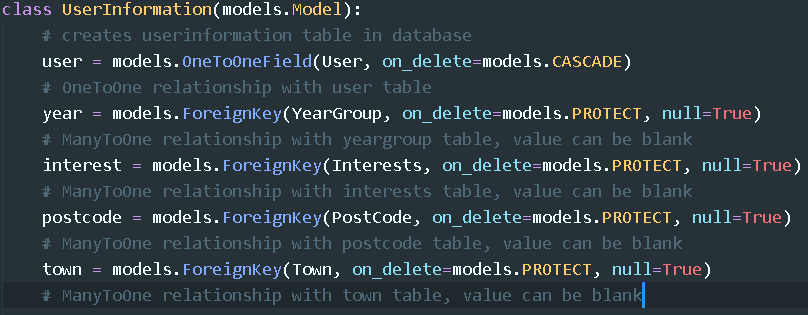 class UserInformation(models.Model):
    # creates userinformation table in database
    user = models.OneToOneField(User, on_delete=models.CASCADE)
    # OneToOne relationship with user table
    year = models.ForeignKey(YearGroup, on_delete=models.PROTECT, null=True)
    # ManyToOne relationship with yeargroup table, value can be blank
    interest = models.ForeignKey(Interests, on_delete=models.PROTECT, null=True)
    # ManyToOne relationship with interests table, value can be blank
    postcode = models.ForeignKey(PostCode, on_delete=models.PROTECT, null=True)
    # ManyToOne relationship with postcode table, value can be blank
    town = models.ForeignKey(Town, on_delete=models.PROTECT, null=True)
    # ManyToOne relationship with town table, value can be blank